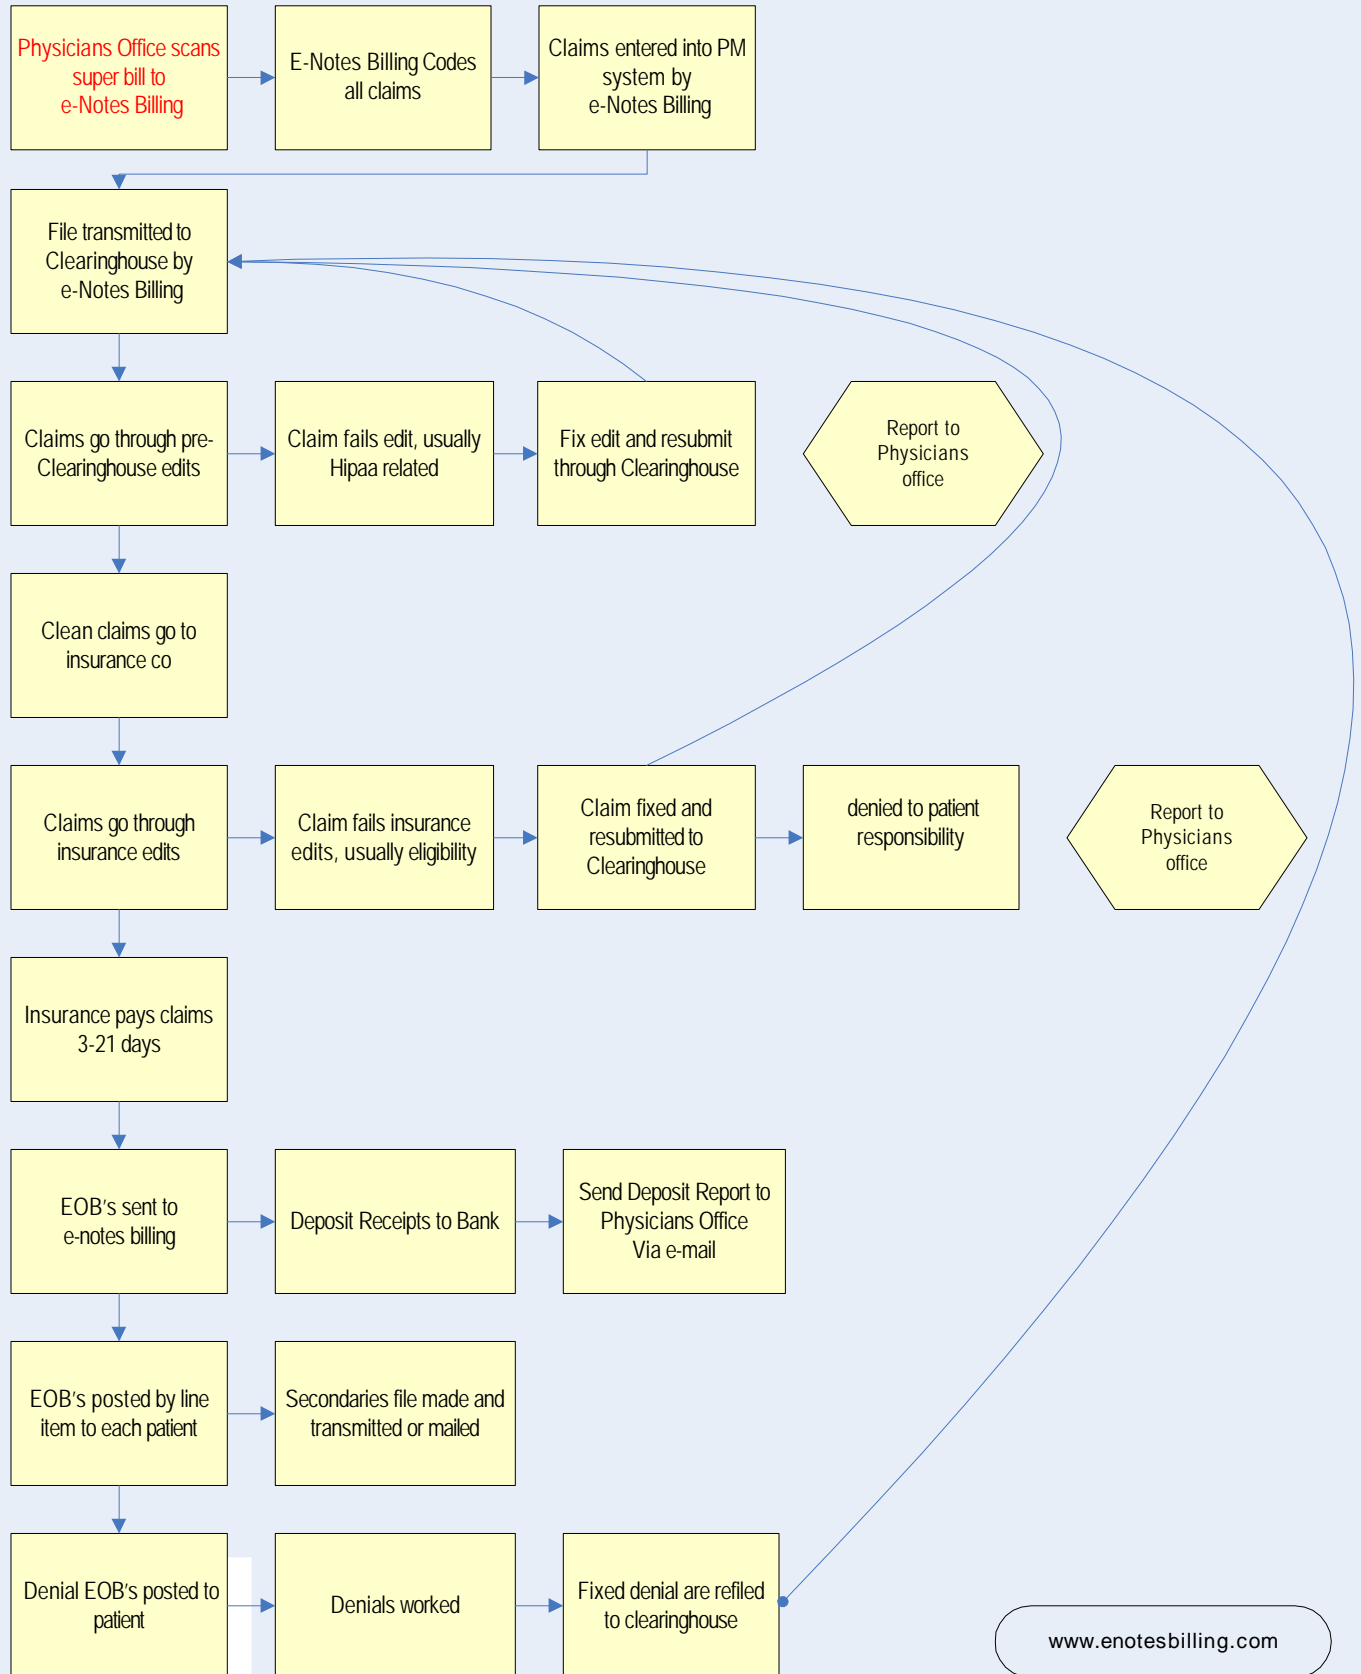 Physicians Office scans
super bill to
e-Notes Billing
E-Notes Billing Codes
all claims
Claims entered into PM
system by
e-Notes Billing
File transmitted to
Clearinghouse by
e-Notes Billing
Claims go through pre-
Clearinghouse edits
Claim fails edit, usually
Hipaa related
Fix edit and resubmit
through Clearinghouse
Report to
Physicians
office
Clean claims go to
insurance co
Claims go through
insurance edits
Claim fails insurance
edits, usually eligibility
Claim fixed and
resubmitted to
Clearinghouse
denied to patient
responsibility
Report to
Physicians
office
Insurance pays claims
3-21 days
EOB's sent to
e-notes billing
Deposit Receipts to Bank
Send Deposit Report to
Physicians Office
Via e-mail
EOB's posted by line
item to each patient
Secondaries file made and
transmitted or mailed
Denial EOB's posted to
patient
Denials worked
Fixed denial are refiled
to clearinghouse
www.enotesbilling.com